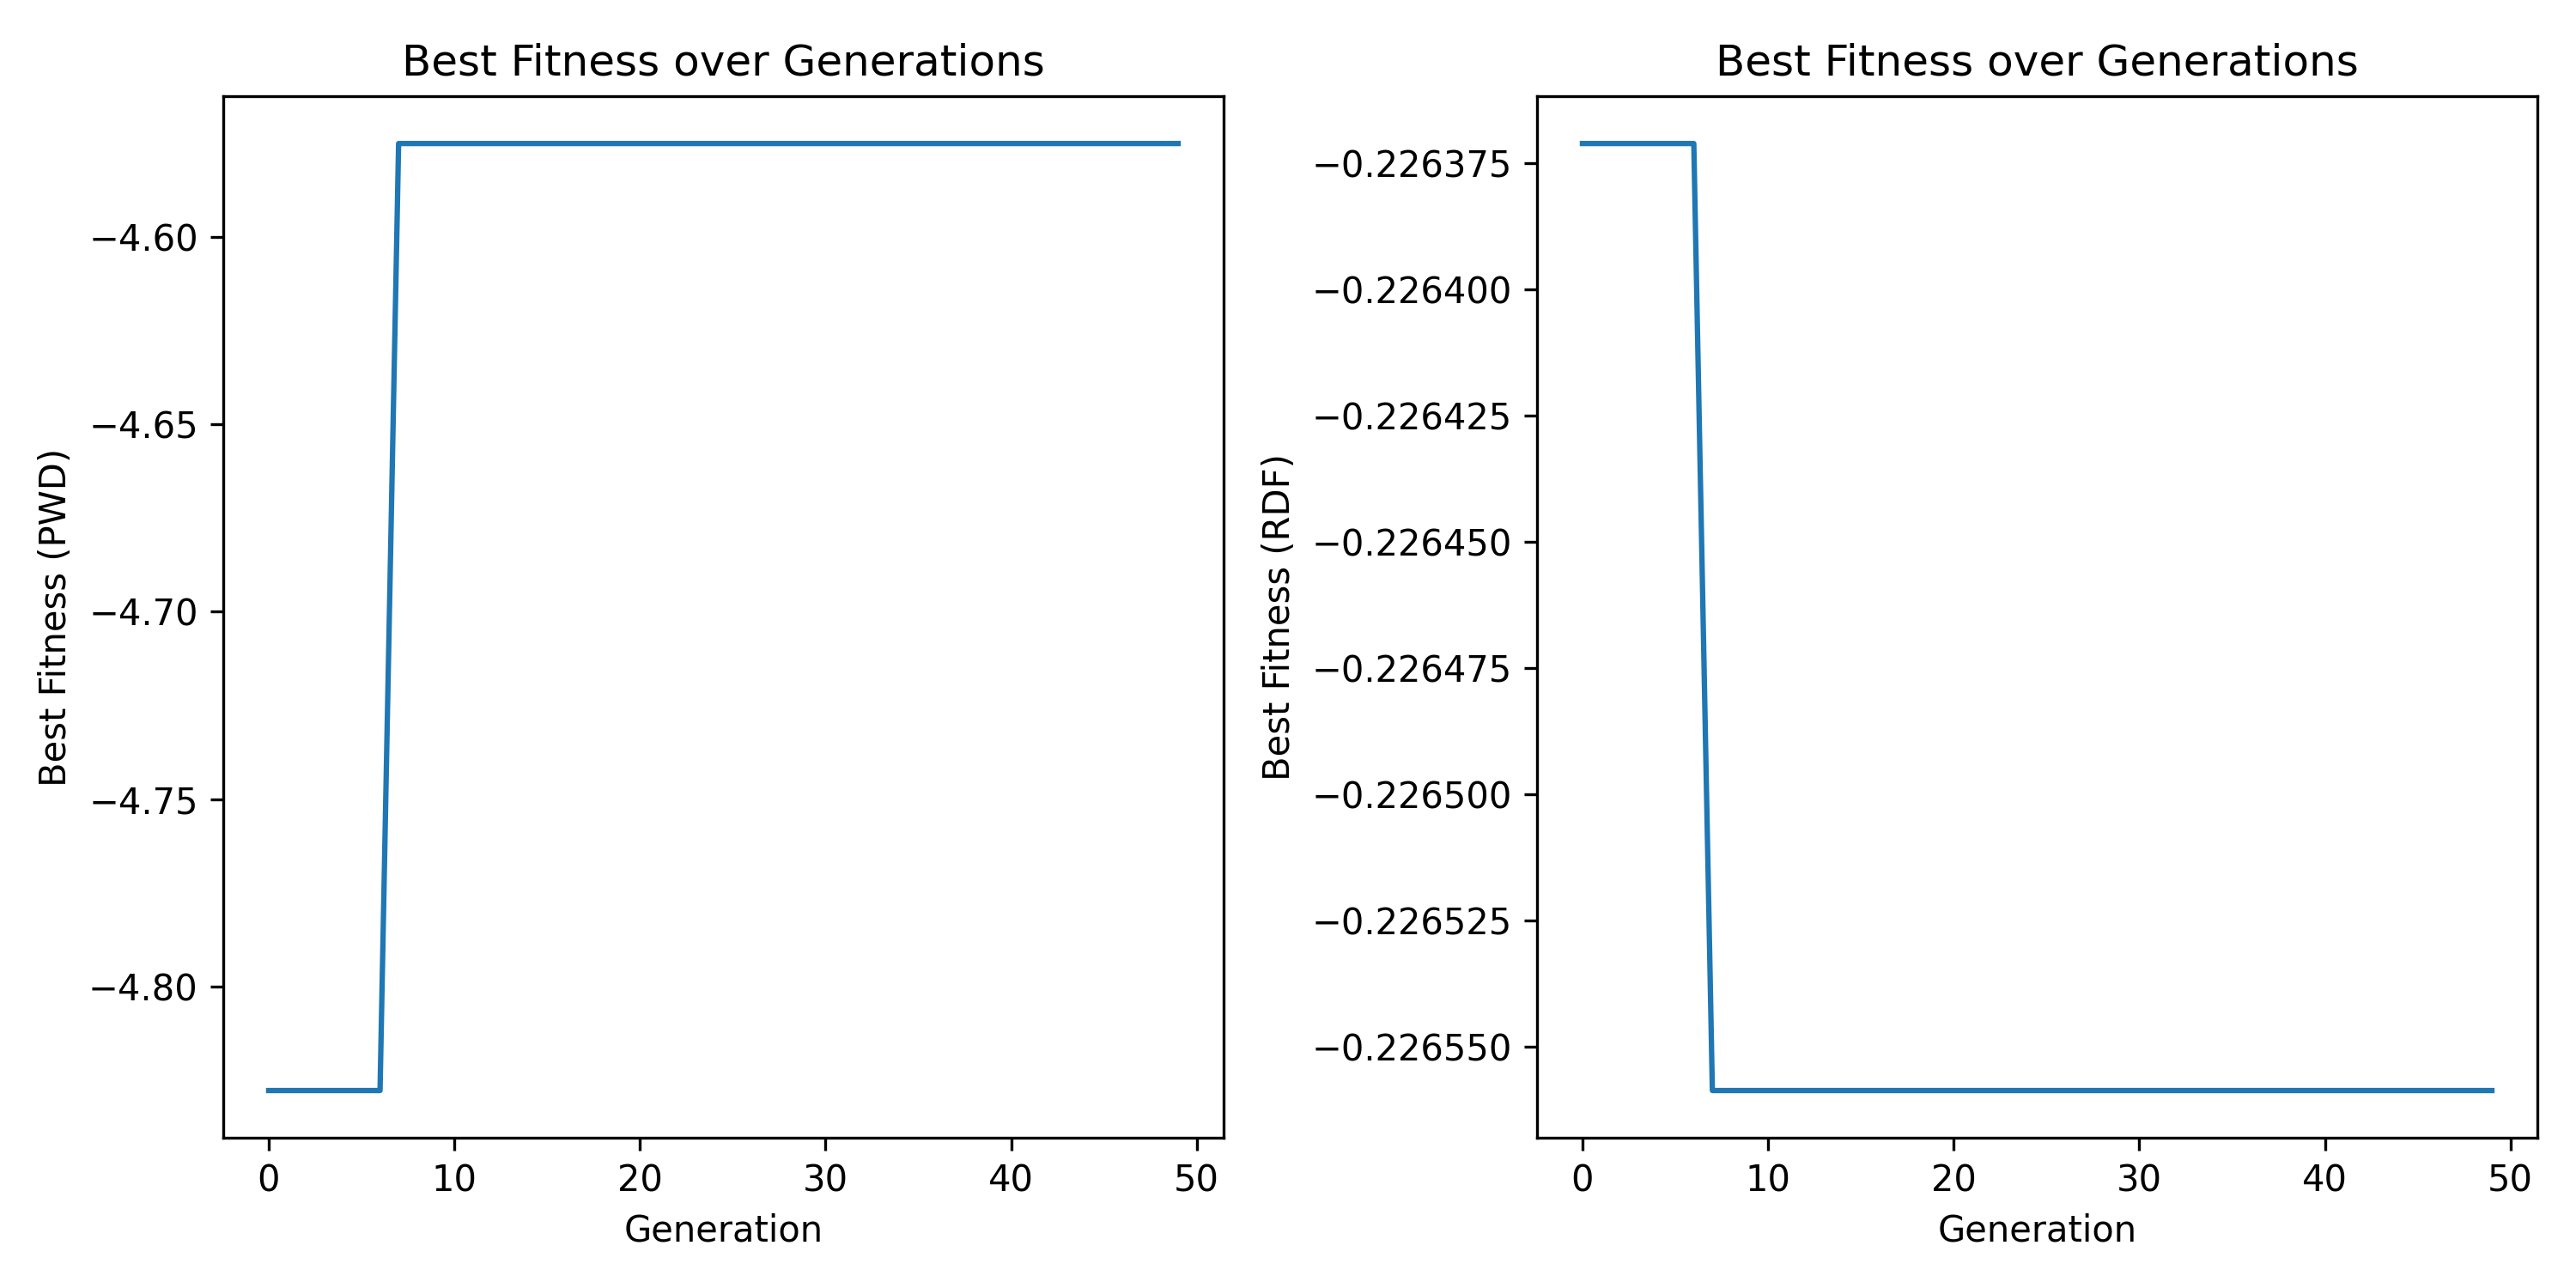 Best Fitness over Generations
Best Fitness (PWD)
−4.60
−4.65
−4.70
−4.75
−4.80
0 10 20 30 40 50
Generation
Best Fitness over Generations
Best Fitness (RDF)
−0.226375
−0.226400
−0.226425
−0.226450
−0.226475
−0.226500
−0.226525
−0.226550
0 10 20 30 40 50
Generation